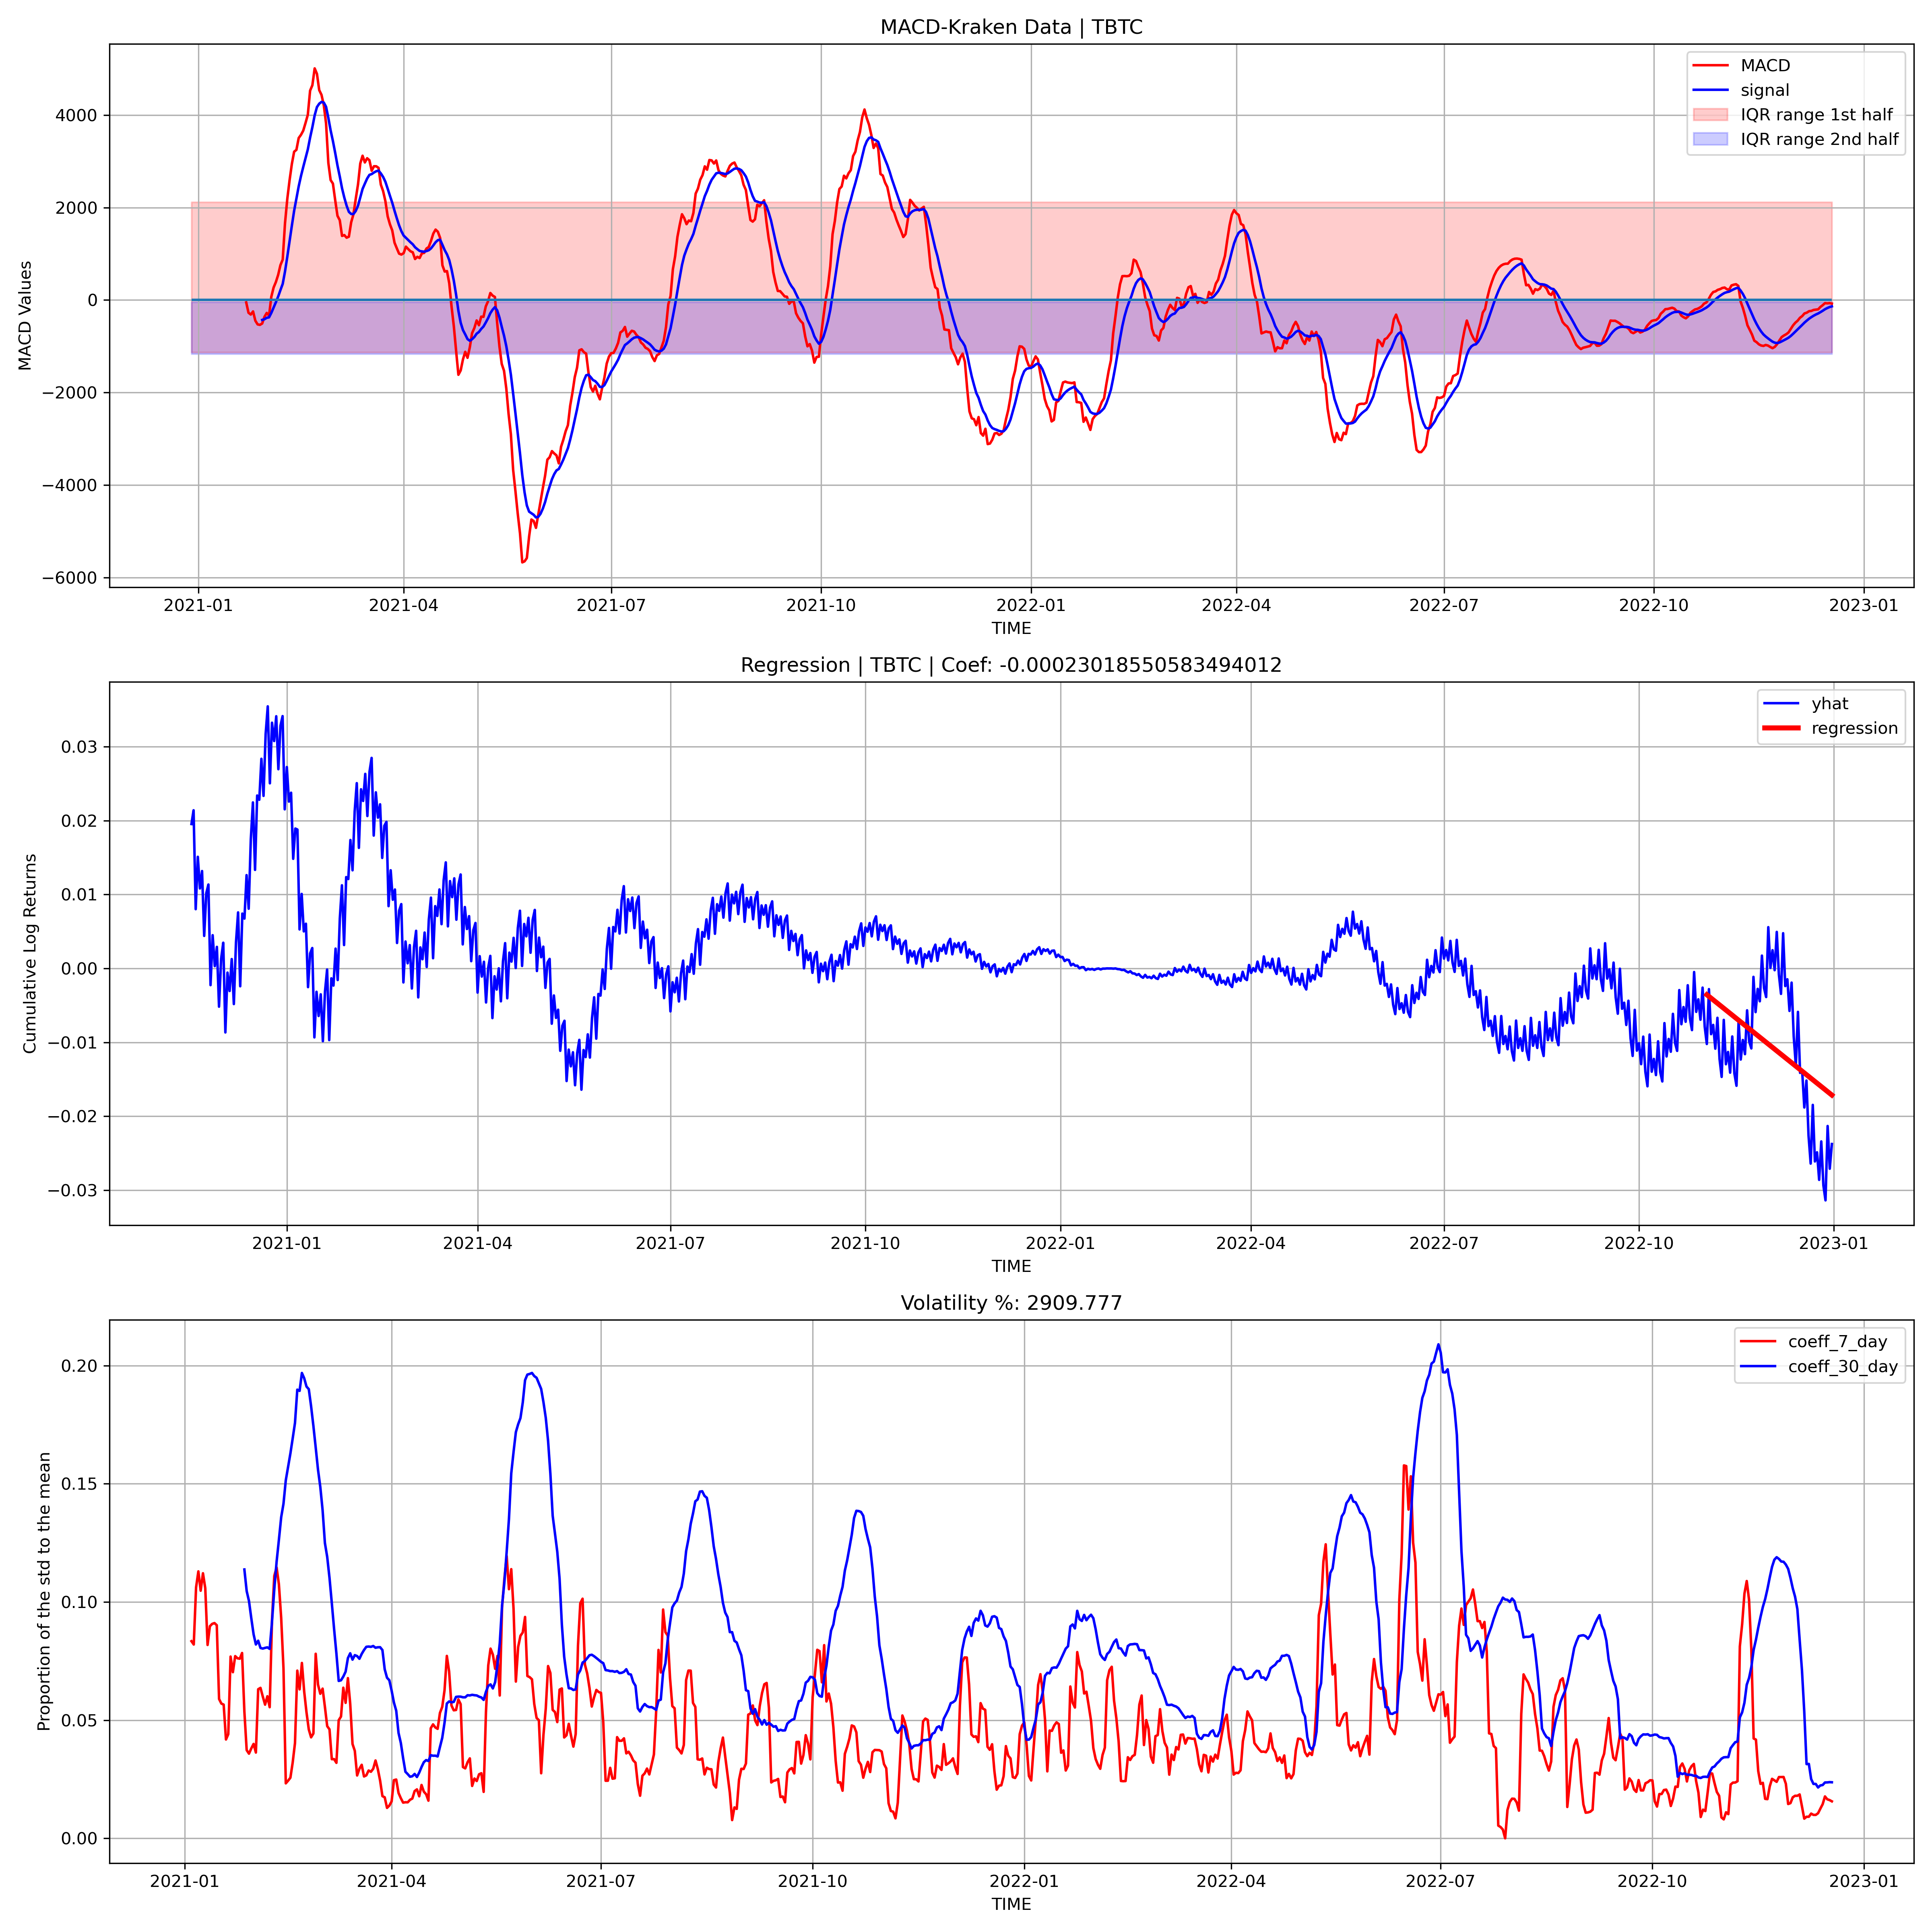 MACD-Kraken Data | TBTC
MACD Values
4000
2000
0
−2000
−4000
−6000
MACD
signal
IQR range 1st half
IQR range 2nd half
2021-01 2021-04 2021-07 2021-10 2022-01 2022-04 2022-07 2022-10 2023-01
TIME
Regression | TBTC | Coef: -0.00023018550583494012
Cumulative Log Returns
0.03
0.02
0.01
0.00
−0.01
−0.02
−0.03
yhat
regression
2021-01 2021-04 2021-07 2021-10 2022-01 2022-04 2022-07 2022-10 2023-01
TIME
Volatility %: 2909.777
Proportion of the std to the mean
0.20
0.15
0.10
0.05
0.00
coeff_7_day
coeff_30_day
2021-01 2021-04 2021-07 2021-10 2022-01 2022-04 2022-07 2022-10 2023-01
TIME